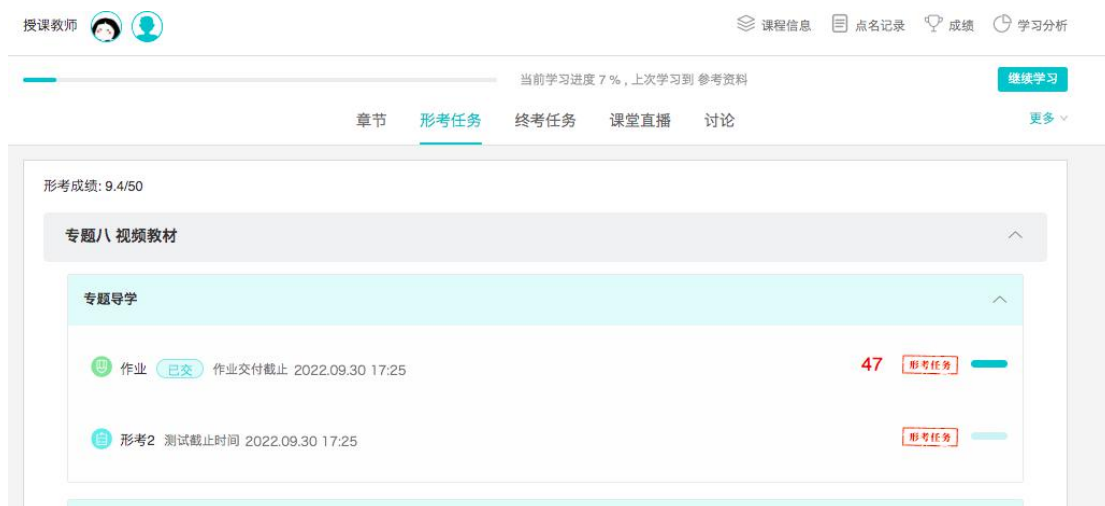 授课教师 课程信息 点名记录 成绩 学习分析
当前学习进度 7 % , 上次学习到 参考资料 继续学习
章节 形考任务 终考任务 课堂直播 讨论 更多
形考成绩: 9.4/50
专题八 视频教材
专题导学
作业 已交 作业交付截止 2022.09.30 17:25 47 形考任务
形考2 测试截止时间 2022.09.30 17:25 形考任务